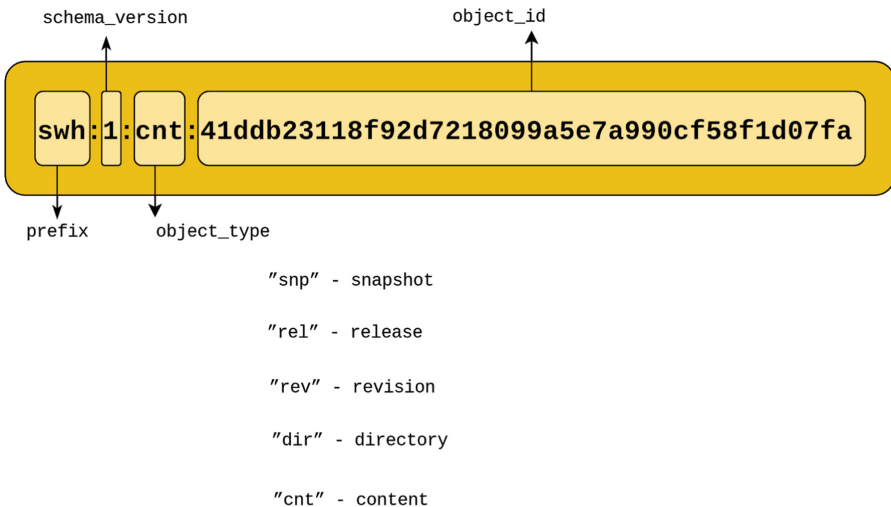 schema_version object_id
swh:1:cnt:41ddb23118f92d7218099a5e7a990cf58f1d07fa
prefix object_type
”snp” - snapshot
”rel” - release
”rev” - revision
”dir” - directory
”cnt” - content